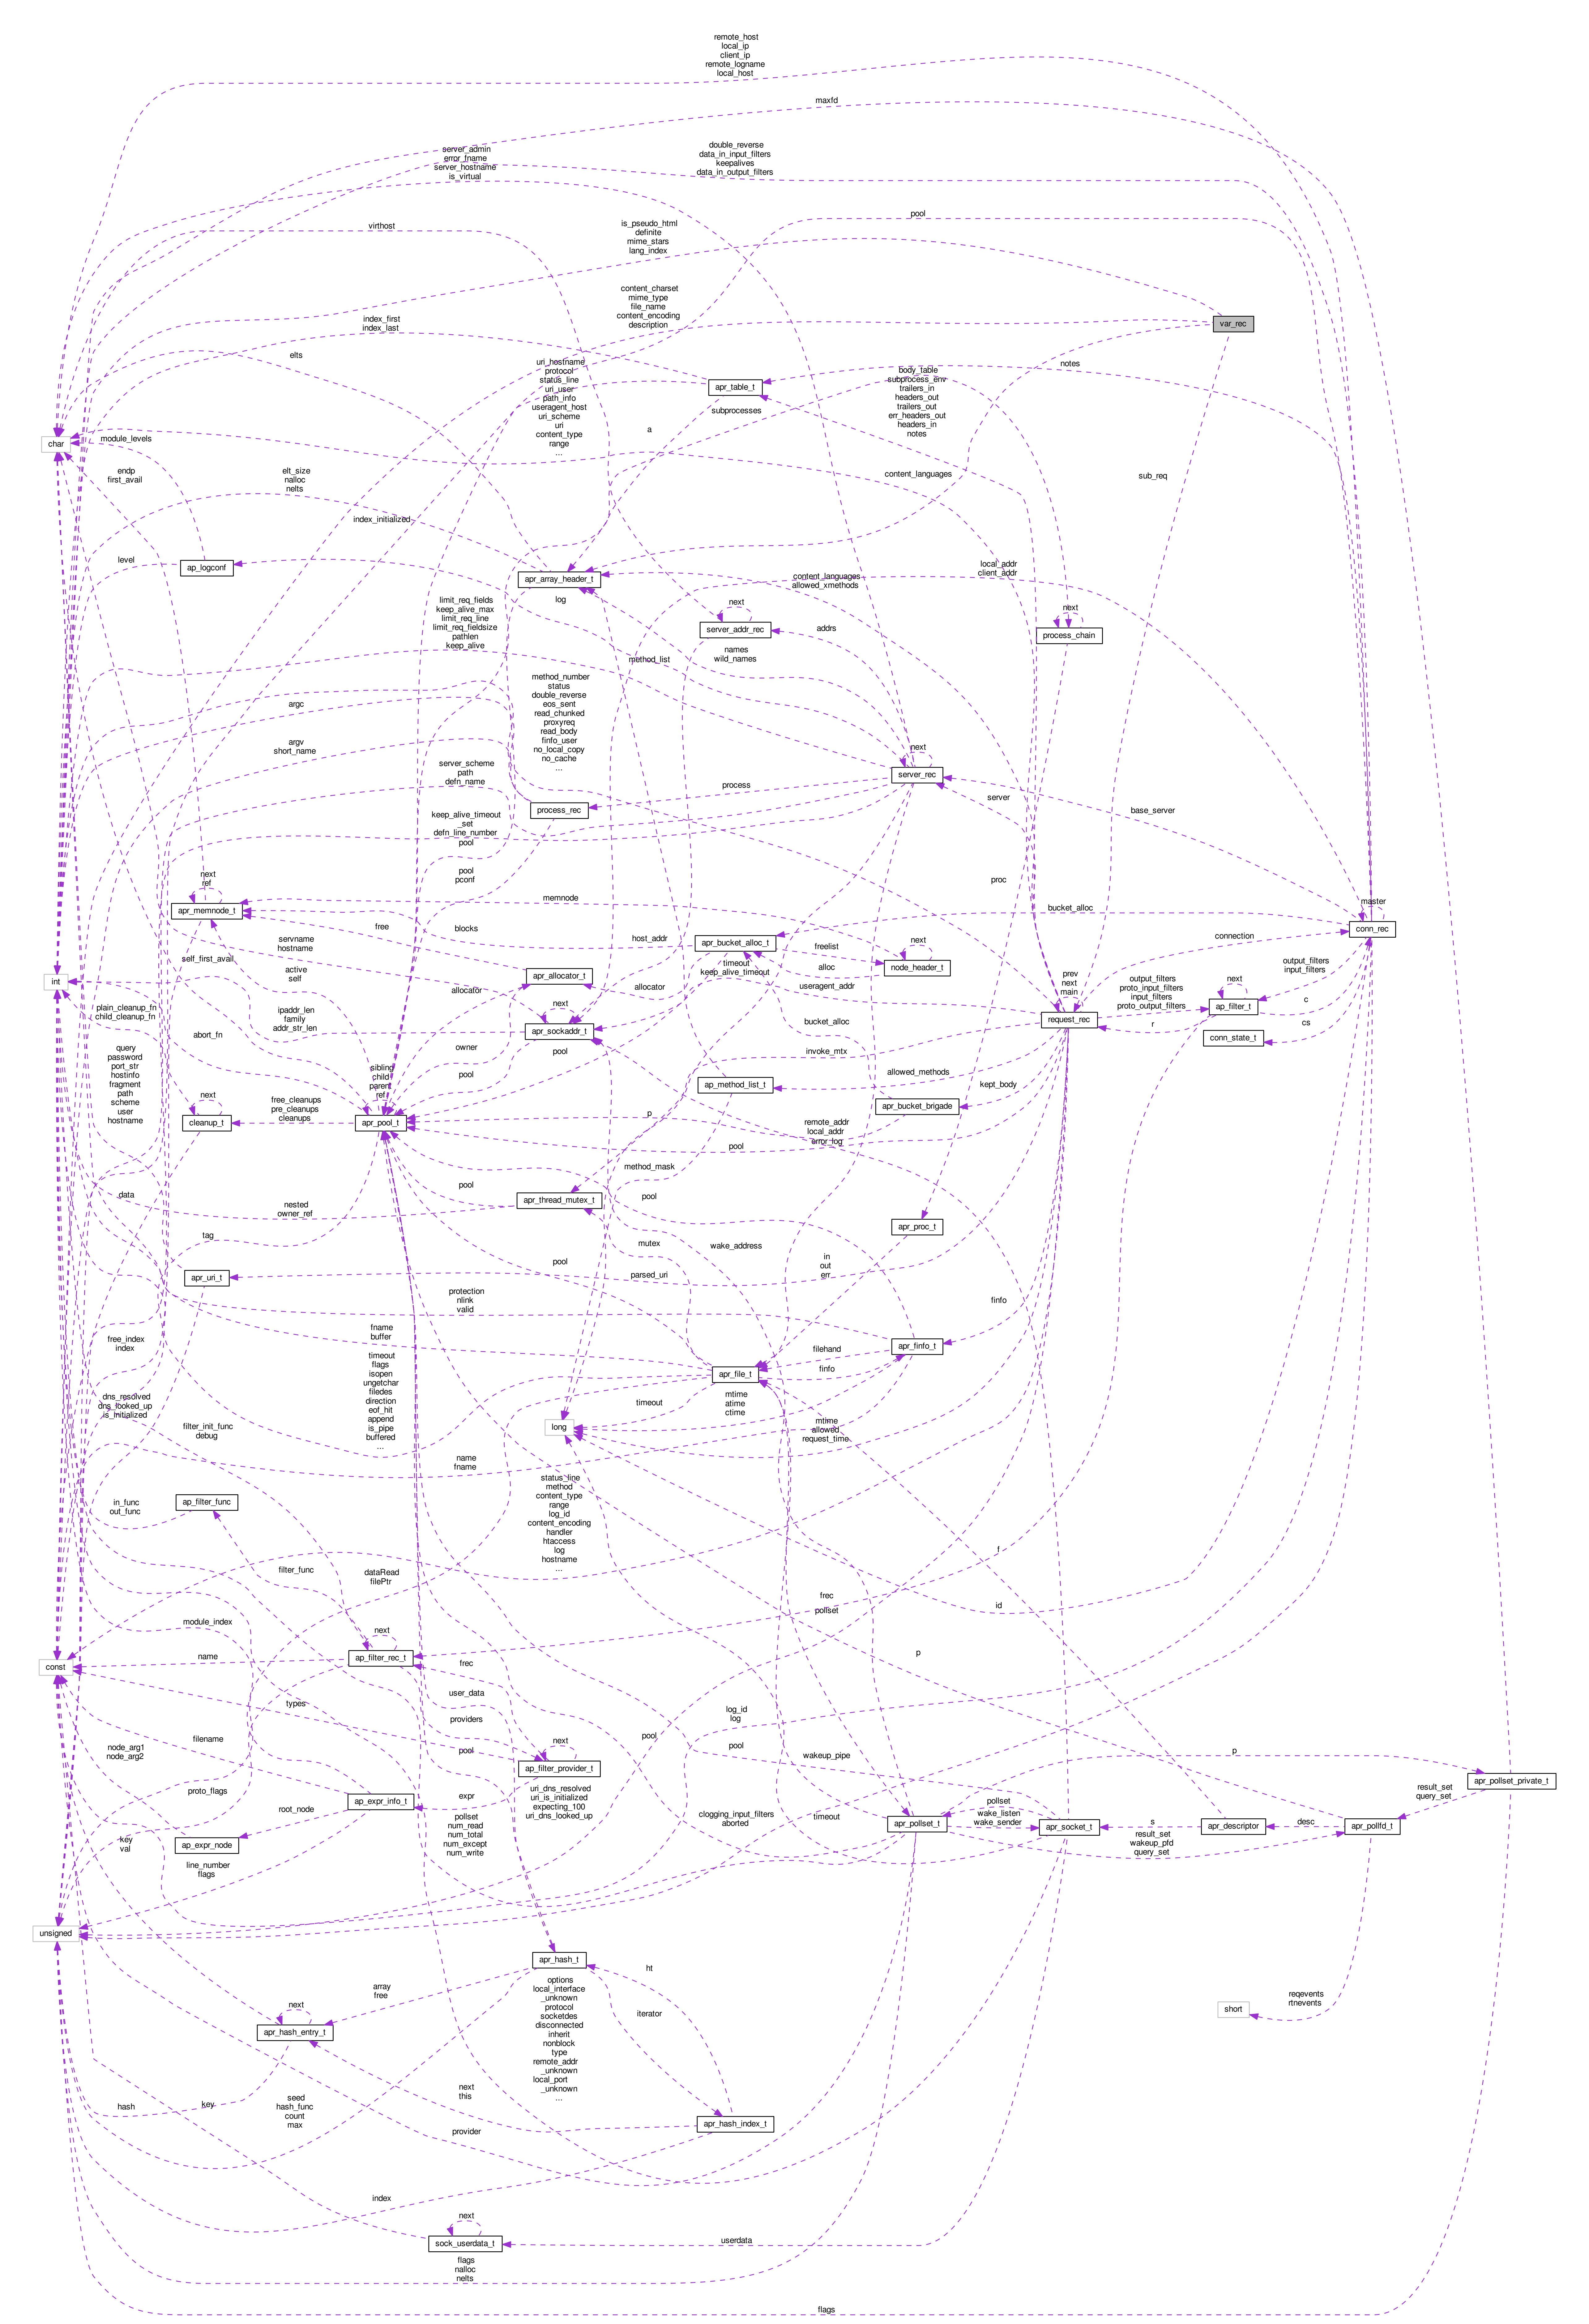 remote_host
local_ip
client_ip
remote_logname
local_host
maxfd
double_reverse
data_in_input_filters
keepalives
data_in_output_filters
server_admin
error_fname
server_hostname
is_virtual
pool
virthost
is_pseudo_html
definite
mime_stars
lang_index
content_charset
mime_type
file_name
content_encoding
description
var_rec
index_first
index_last
elts
notes
uri_hostname
protocol
status_line
uri_user
path_info
useragent_host
uri_scheme
uri
content_type
range
...
apr_table_t
body_table
subprocess_env
trailers_in
headers_out
trailers_out
err_headers_out
headers_in
notes
subprocesses
a
char
module_levels
endp
first_avail
elt_size
nalloc
nelts
content_languages
sub_req
index_initialized
level
ap_logconf
apr_array_header_t
local_addr
client_addr
content_languages
allowed_xmethods
log
limit_req_fields
keep_alive_max
limit_req_line
limit_req_fieldsize
pathlen
keep_alive
next
server_addr_rec
addrs
next
process_chain
names
wild_names
method_list
method_number
status
double_reverse
eos_sent
read_chunked
proxyreq
read_body
finfo_user
no_local_copy
no_cache
...
argc
argv
short_name
next
server_rec
server_scheme
path
defn_name
process
process_rec
server
base_server
keep_alive_timeout
set
defn_line_number
pool
pool
pconf
next
ref
apr_memnode_t
proc
memnode
bucket_alloc
master
conn_rec
free
blocks
host_addr
apr_bucket_alloc_t
freelist
next
node_header_t
connection
servname
hostname
self_first_avail
active
self
allocator
apr_allocator_t
timeout
keep_alive_timeout
alloc
allocator
useragent_addr
prev
next
main
request_rec
output_filters
proto_input_filters
input_filters
proto_output_filters
next
ap_filter_t
output_filters
input_filters
c
r
conn_state_t
cs
int
plain_cleanup_fn
child_cleanup_fn
ipaddr_len
family
addr_str_len
next
apr_sockaddr_t
abort_fn
owner
pool
bucket_alloc
invoke_mtx
query
password
port_str
hostinfo
fragment
path
scheme
user
hostname
next
cleanup_t
free_cleanups
pre_cleanups
cleanups
sibling
child
parent
ref
apr_pool_t
pool
ap_method_list_t
allowed_methods
kept_body
apr_bucket_brigade
p
remote_addr
local_addr
error_log
pool
method_mask
data
nested
owner_ref
pool
apr_thread_mutex_t
pool
apr_proc_t
tag
apr_uri_t
mutex
wake_address
in
out
err
pool
parsed_uri
protection
nlink
valid
finfo
free_index
index
fname
buffer
apr_file_t
filehand
finfo
apr_finfo_t
timeout
flags
isopen
ungetchar
filedes
direction
eof_hit
append
is_pipe
buffered
...
dns_resolved
dns_looked_up
is_initialized
filter_init_func
debug
timeout
long
mtime
atime
ctime
mtime
allowed
request_time
name
fname
in_func
out_func
ap_filter_func
status_line
method
content_type
range
log_id
content_encoding
handler
htaccess
log
hostname
...
f
filter_func
dataRead
filePtr
frec
pollset
id
module_index
next
ap_filter_rec_t
const
name
frec
p
types
user_data
log_id
log
filename
node_arg1
node_arg2
providers
pool
pool
pool
wakeup_pipe
p
next
ap_filter_provider_t
apr_pollset_private_t
proto_flags
ap_expr_info_t
expr
uri_dns_resolved
uri_is_initialized
expecting_100
uri_dns_looked_up
result_set
query_set
root_node
pollset
num_read
num_total
num_except
num_write
clogging_input_filters
aborted
timeout
apr_pollset_t
pollset
wake_listen
wake_sender
apr_socket_t
s
apr_descriptor
desc
apr_pollfd_t
key
val
ap_expr_node
result_set
wakeup_pfd
query_set
line_number
flags
unsigned
apr_hash_t
ht
array
free
iterator
options
local_interface
_unknown
protocol
socketdes
disconnected
inherit
nonblock
type
remote_addr
_unknown
local_port
_unknown
...
reqevents
rtnevents
short
next
apr_hash_entry_t
next
this
hash
key
seed
hash_func
count
max
apr_hash_index_t
provider
index
next
sock_userdata_t
userdata
flags
nalloc
nelts
flags